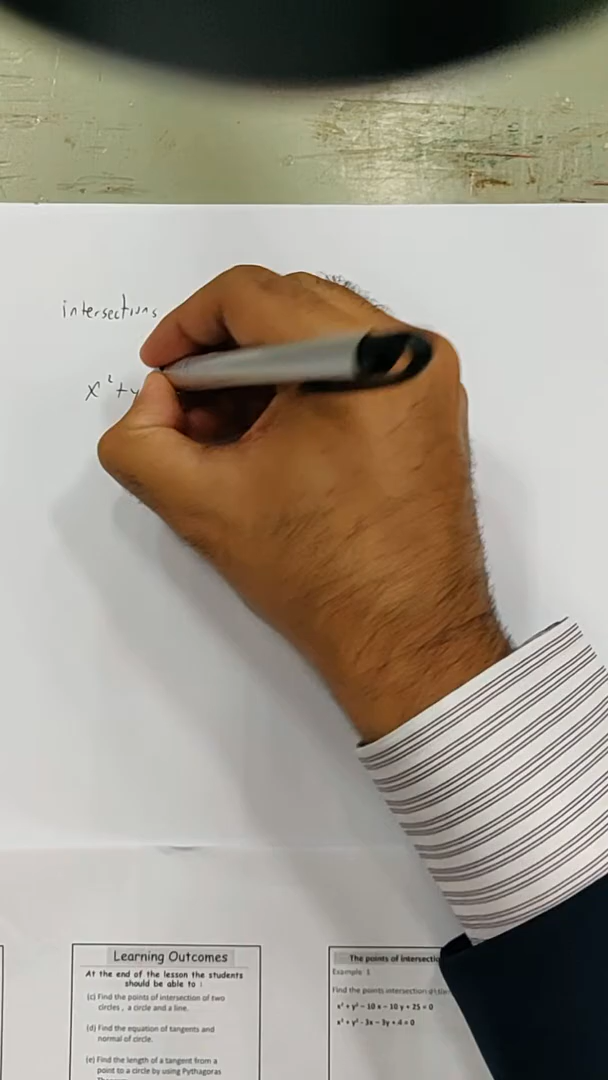 intersections
x² + y
Learning Outcomes
At the end of the lesson the students
should be able to :
(c) Find the points of intersection of two
circles , a circle and a line.
(d) Find the equation of tangents and
normal of circle.
(e) Find the length of a tangent from a
point to a circle by using Pythagoras
The points of intersectio
Example 1
Find the points intersection of the
x² + y² – 10 x – 10 y + 25 = 0
x² + y² - 3x – 3y + 4 = 0